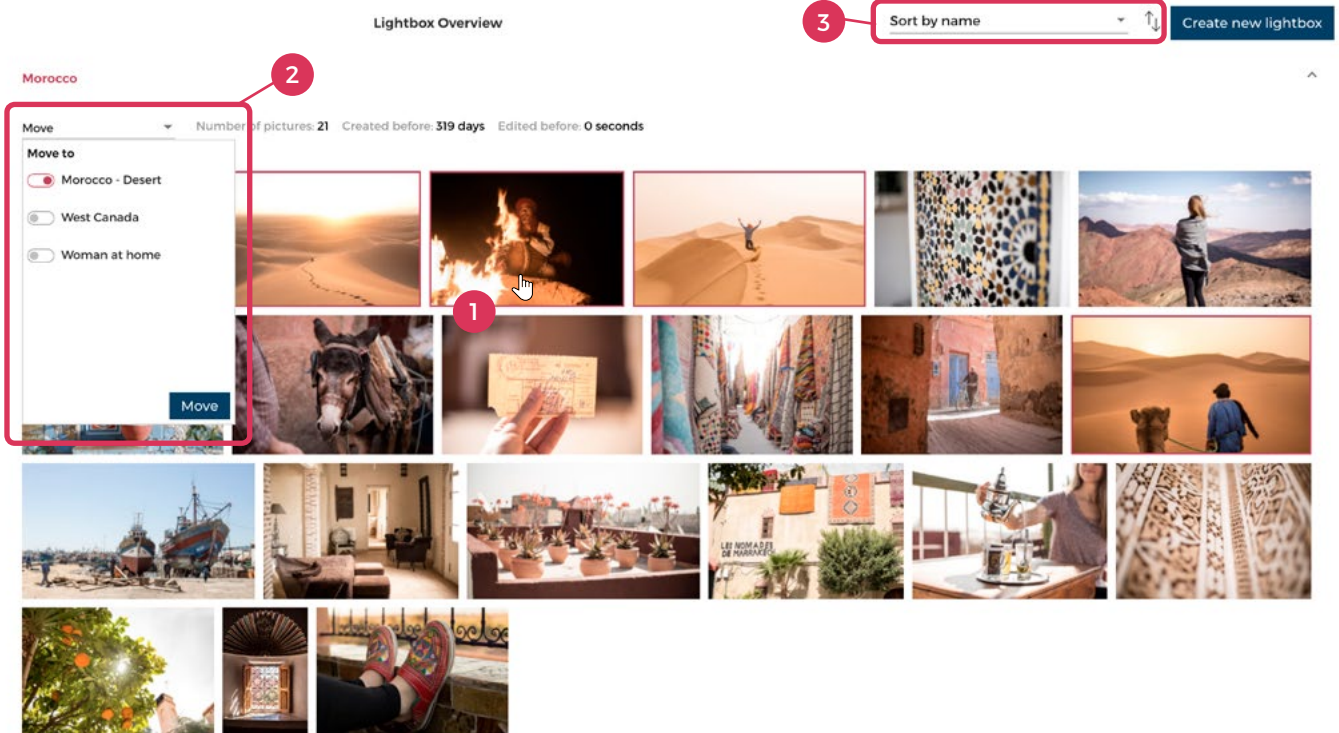 Lightbox Overview
3
Sort by name
Create new lightbox
Morocco
2
Move
Number of pictures: 21 Created before: 319 days Edited before: 0 seconds
Move to
Morocco - Desert
West Canada
Woman at home
1
Move
LES NOMADES
DE MARRAKECH